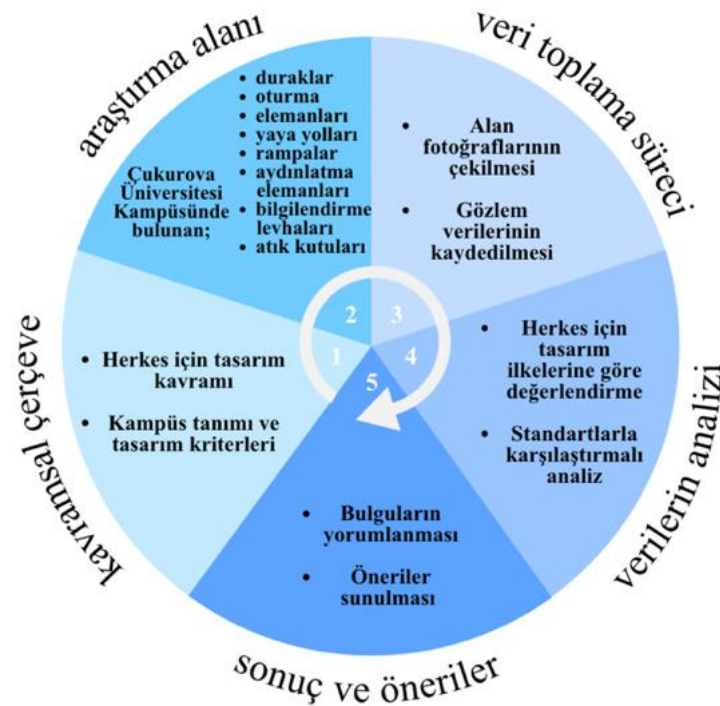 kavramsal çerçeve
1
• Herkes için tasarım
kavramı
• Kampüs tanımı ve
tasarım kriterleri
araştırma alanı
2
Çukurova
Üniversitesi
Kampüsünde
bulunan;
• duraklar
• oturma
• elemanları
• yaya yolları
• rampalar
• aydınlatma
elemanları
• bilgilendirme
levhaları
• atık kutuları
veri toplama süreci
3
• Alan
fotoğraflarının
çekilmesi
• Gözlem
verilerinin
kaydedilmesi
verilerin analizi
4
• Herkes için
tasarım
ilkelerine göre
değerlendirme
• Standartlarla
karşılaştırmalı
analiz
5
• Bulguların
yorumlanması
• Öneriler
sunulması
sonuç ve öneriler